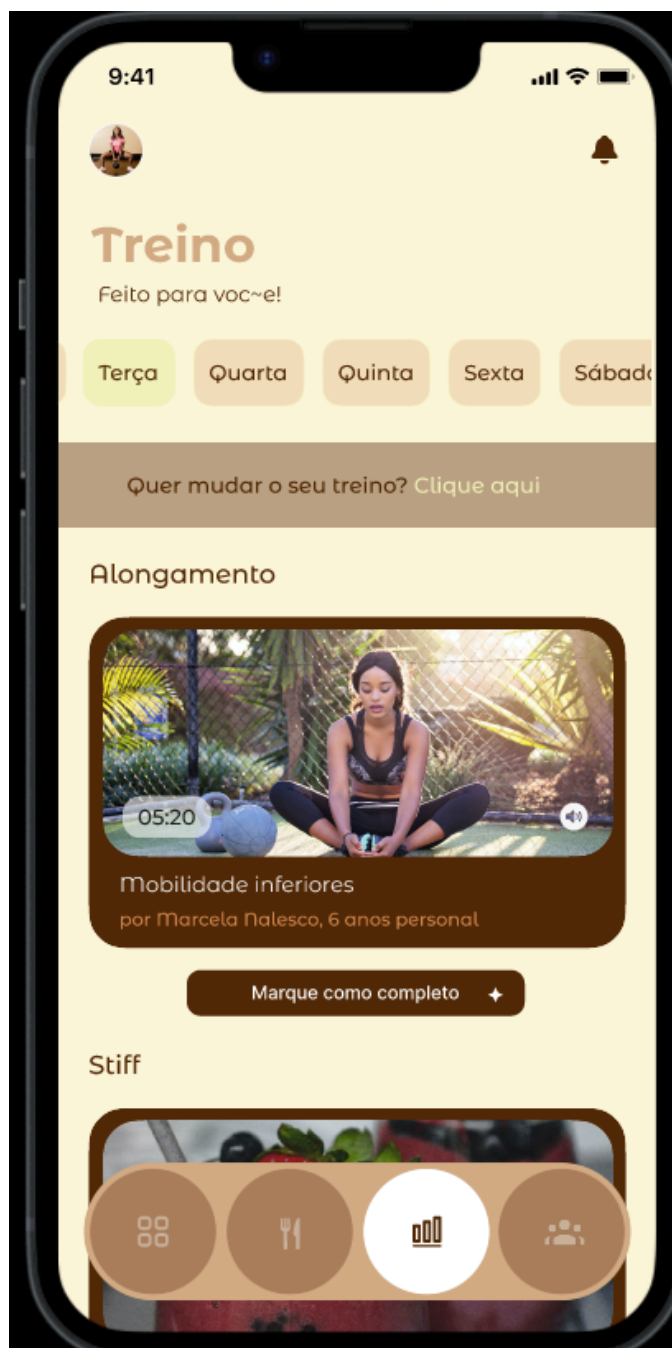 9:41
Treino
Feito para voc~e!
Terça Quarta Quinta Sexta
Quer mudar o seu treino? Clique aqui
Alongamento
05:20
Mobilidade inferiores
por Marcela Nalesco, 6 anos personal
Marque como completo
Stiff